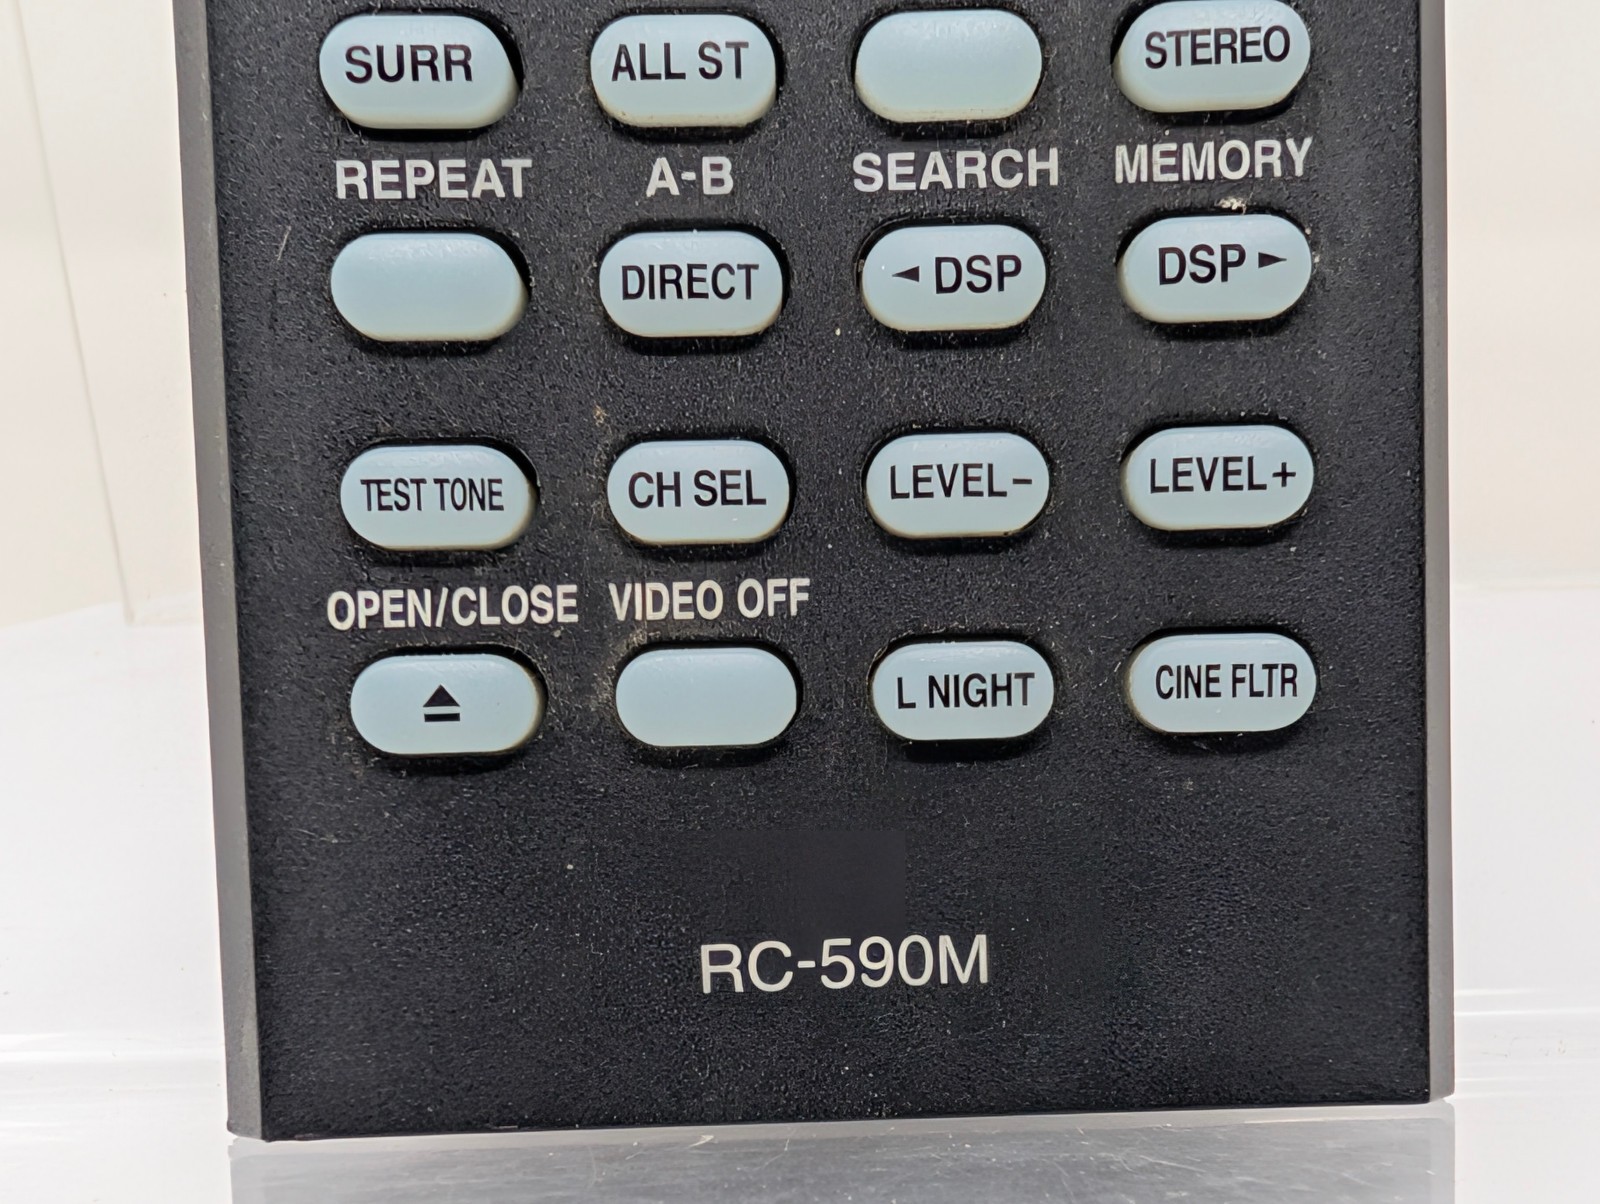 SURR ALL ST STEREO
REPEAT A-B SEARCH MEMORY
DIRECT ◄ DSP DSP ►
TEST TONE CH SEL LEVEL- LEVEL+
OPEN/CLOSE VIDEO OFF
L NIGHT CINE FLTR
RC-590M